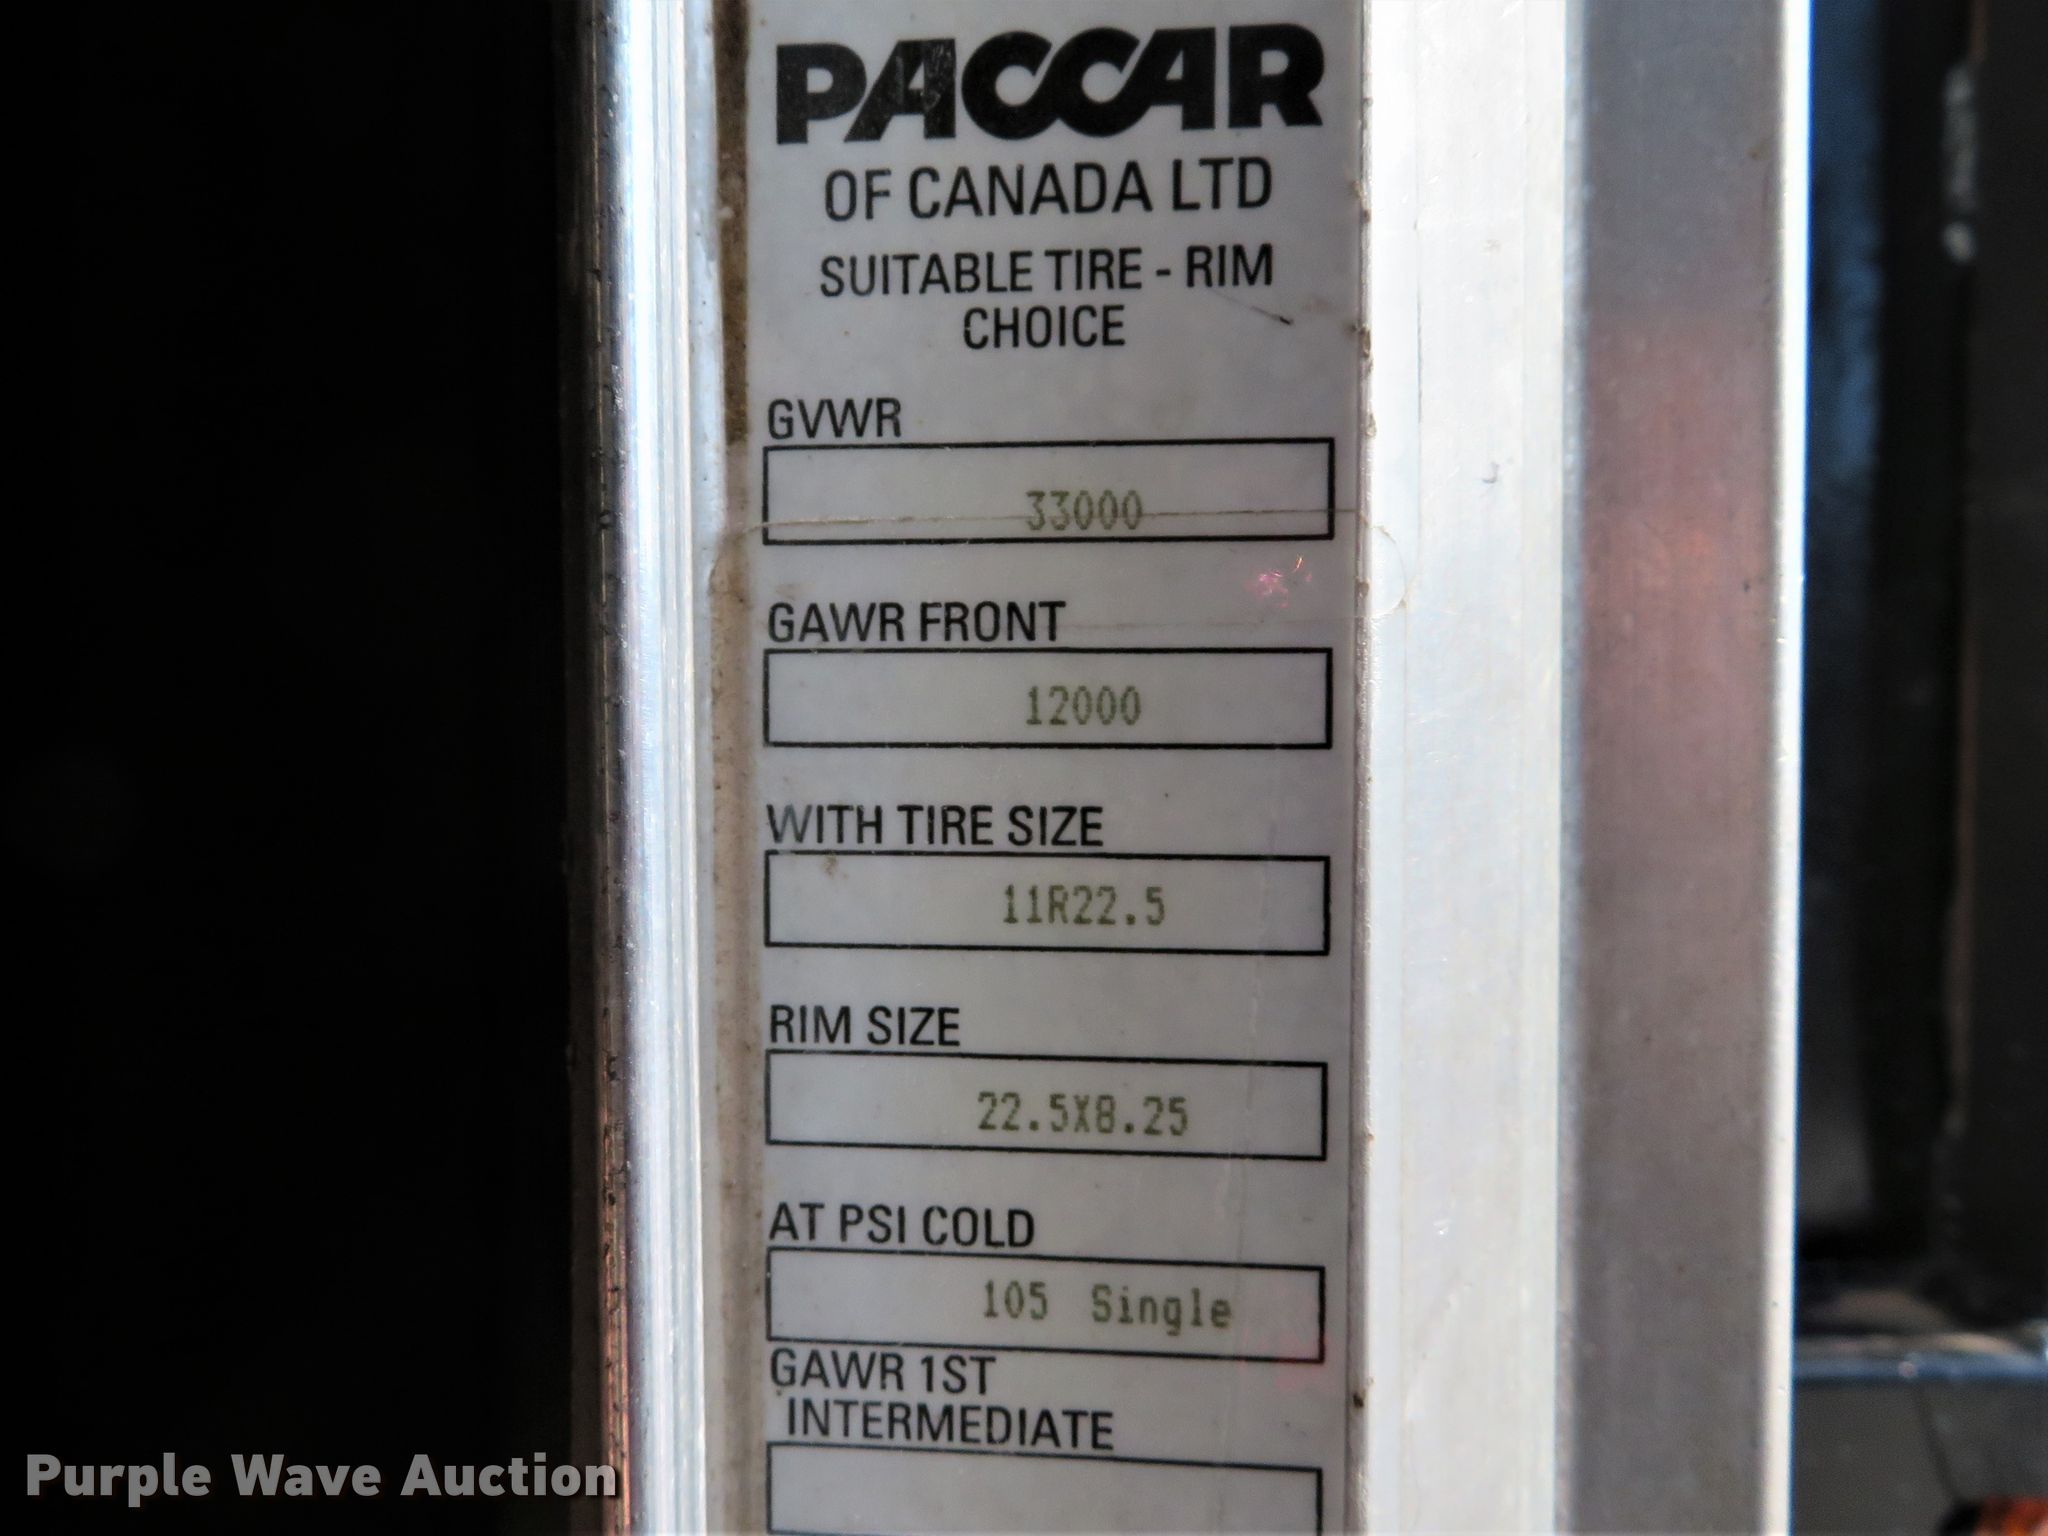 PACCAR
OF CANADA LTD
SUITABLE TIRE - RIM
CHOICE
GVWR
33000
GAWR FRONT
12000
WITH TIRE SIZE
11R22.5
RIM SIZE
22.5X8.25
AT PSI COLD
105 Single
GAWR 1ST
INTERMEDIATE
Purple Wave Auction